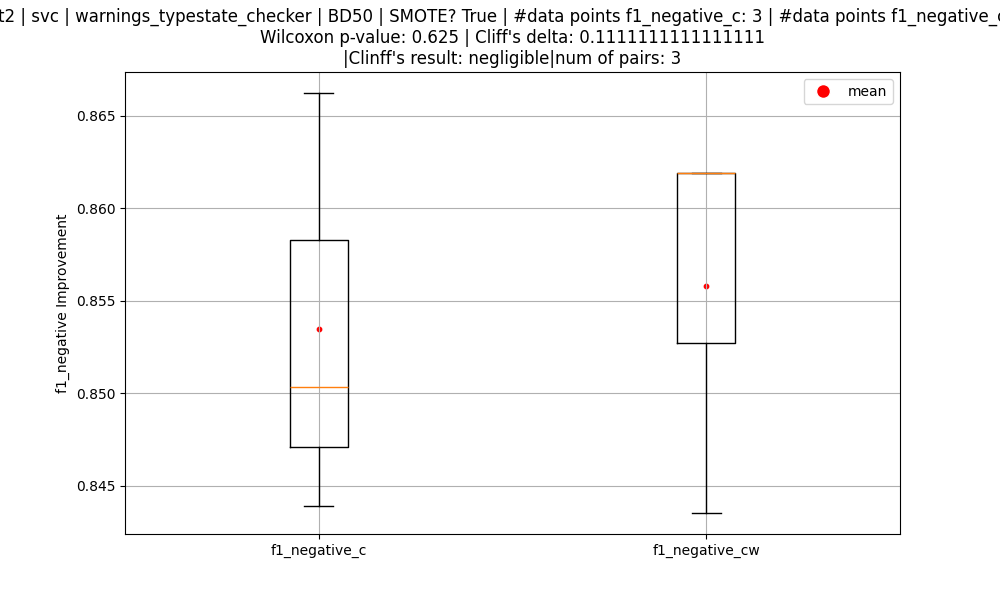 t2 | svc | warnings_typestate_checker | BD50 | SMOTE? True | #data points f1_negative_c: 3 | #data points f1_negative_c
Wilcoxon p-value: 0.625 | Cliff's delta: 0.1111111111111111
|Clinff's result: negligible|num of pairs: 3
mean
0.865
0.860
0.855
0.850
0.845
f1_negative Improvement
f1_negative_c
f1_negative_cw